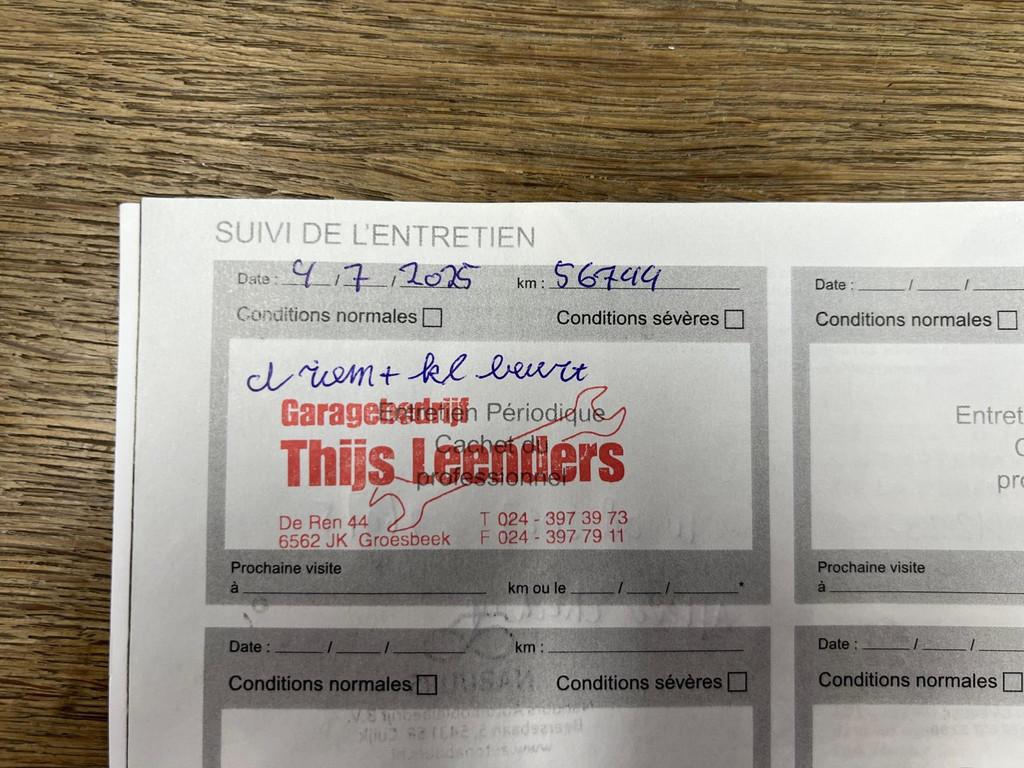 SUIVI DE L'ENTRETIEN
Date : 4 / 7 / 2025 km : 56744
Conditions normales Conditions sévères
d riem + kl beurt
Garagebedrijf
Thijs Leenders
Entretien Périodique
Cachet du
professionnel
De Ren 44 T 024 - 397 39 73
6562 JK Groesbeek F 024 - 397 79 11
Prochaine visite
à km ou le / / *
Date : / / km :
Conditions normales Conditions sévères
Date : / /
Conditions normales
Prochaine visite
à
Date : / /
Conditions normales